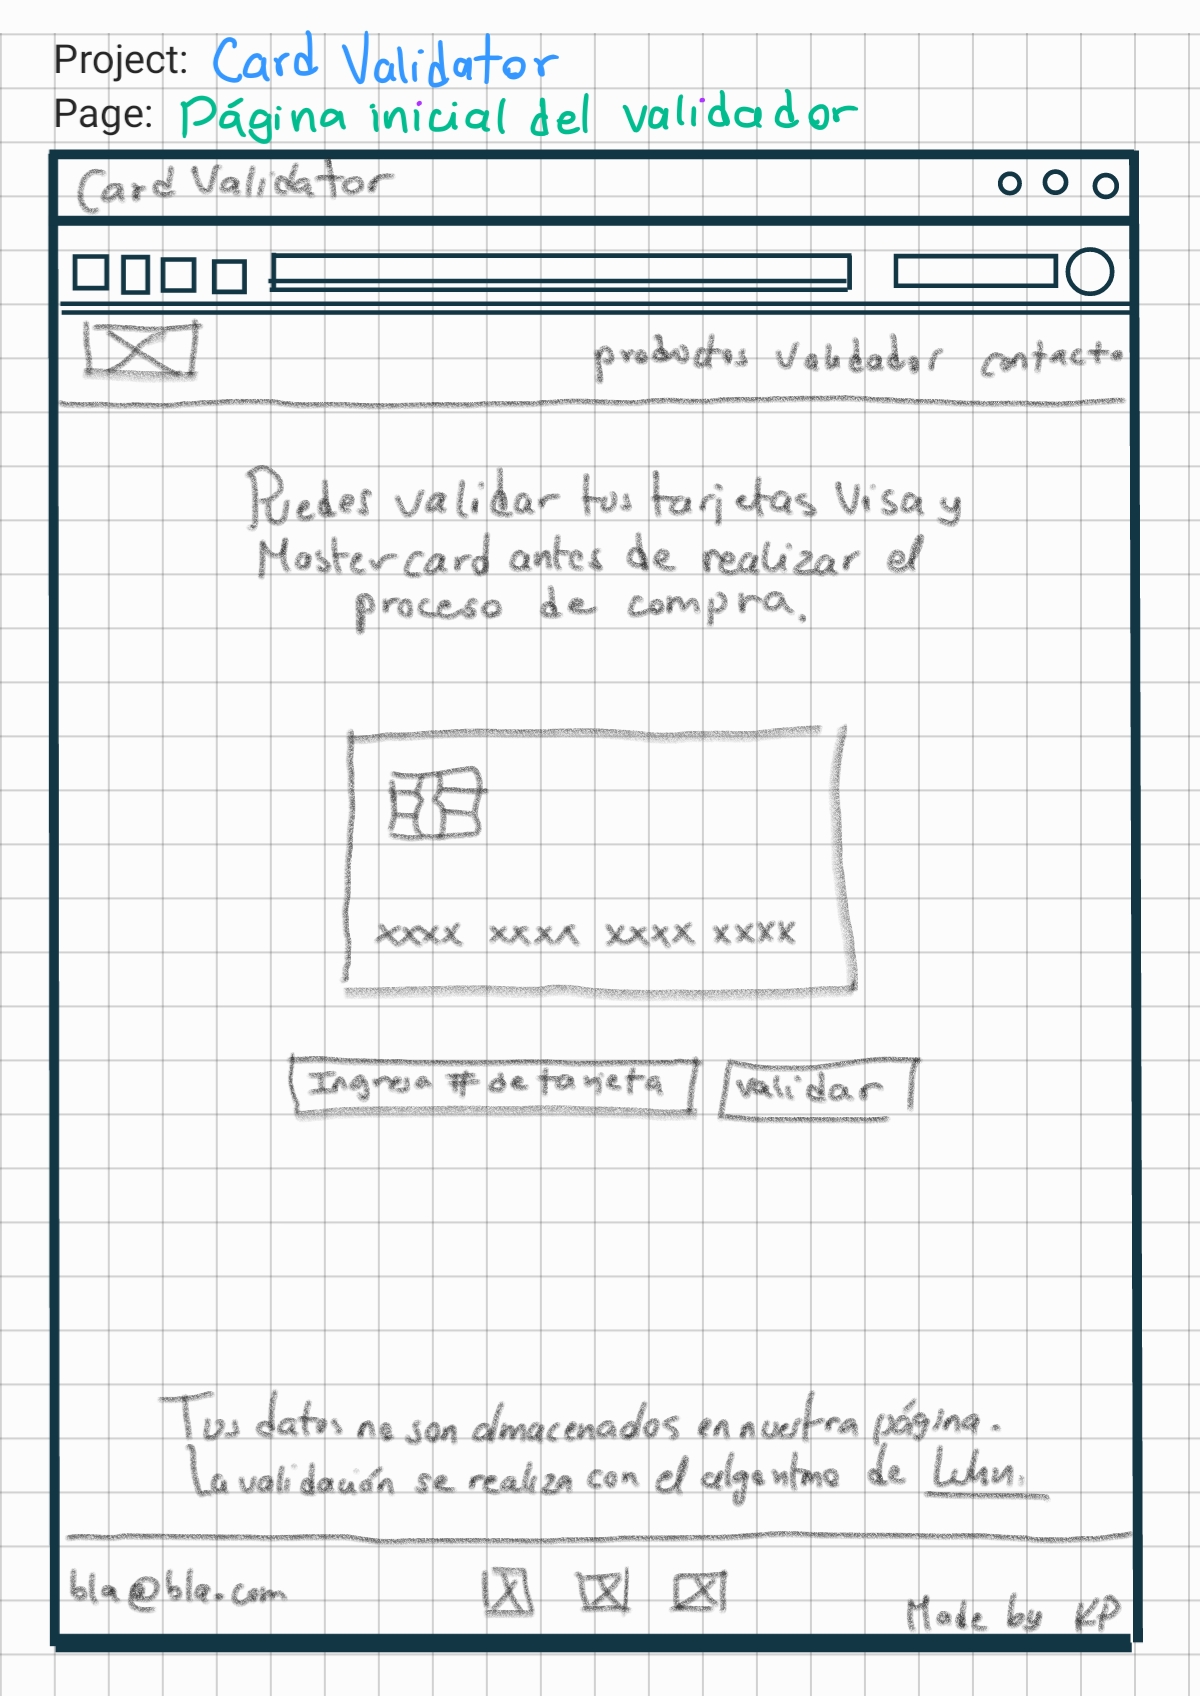 Project: Card Validator
Page: Página inicial del validador
Card Validator
productos validador contacto
Puedes validar tus tarjetas Visa y
Mastercard antes de realizar el
proceso de compra.
xxxx xxxx xxxx xxxx
Ingresa # de tarjeta validar
Tus datos no son almacenados en nuestra página.
La validación se realiza con el algoritmo de Luhn.
bla@bla.com
Made by KP